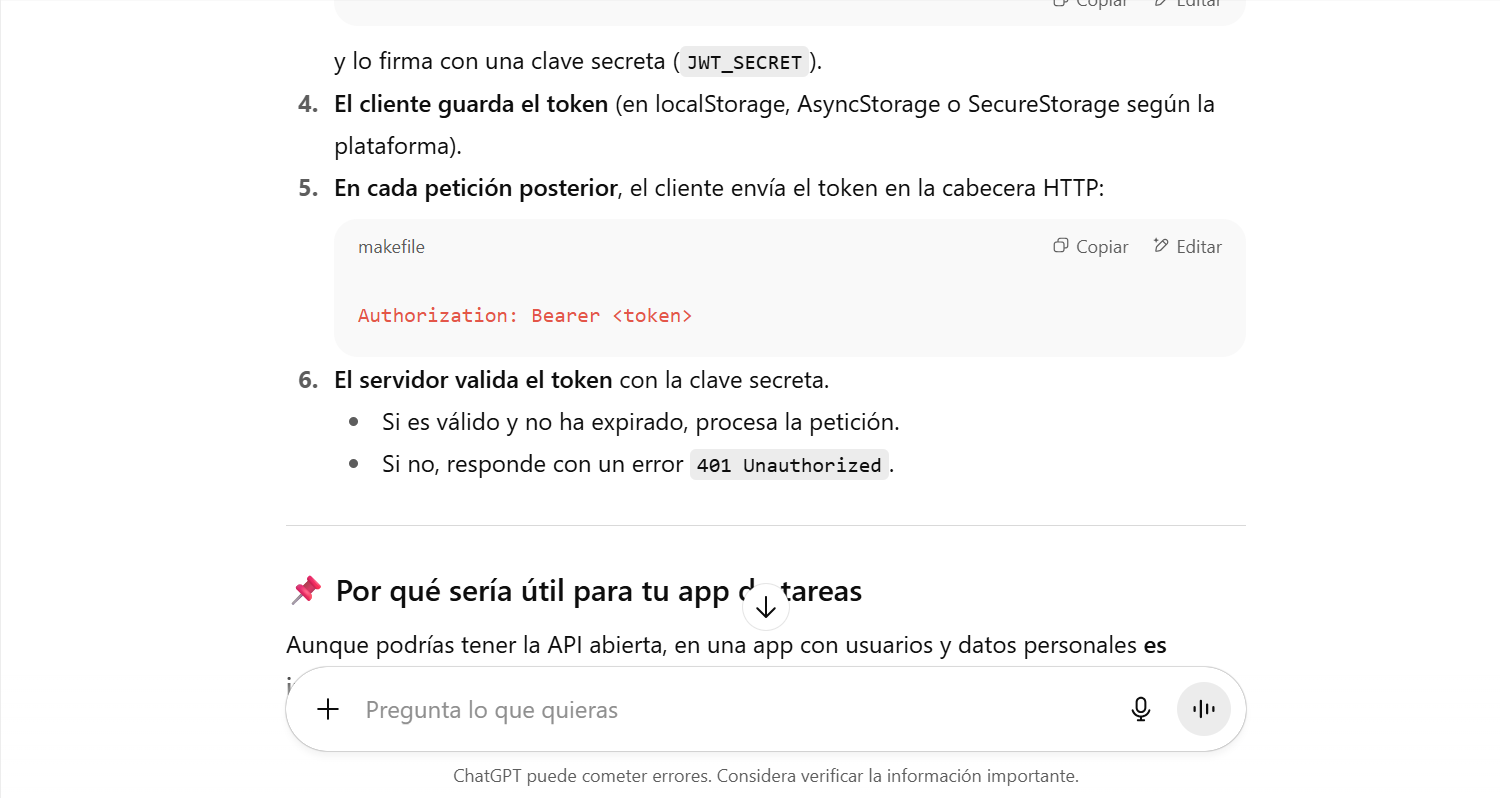 Copiar Editar
y lo firma con una clave secreta (JWT_SECRET).
4. El cliente guarda el token (en localStorage, AsyncStorage o SecureStorage según la
plataforma).
5. En cada petición posterior, el cliente envía el token en la cabecera HTTP:
makefile Copiar Editar
Authorization: Bearer <token>
6. El servidor valida el token con la clave secreta.
• Si es válido y no ha expirado, procesa la petición.
• Si no, responde con un error 401 Unauthorized.
Por qué sería útil para tu app de tareas
Aunque podrías tener la API abierta, en una app con usuarios y datos personales es
Pregunta lo que quieras
ChatGPT puede cometer errores. Considera verificar la información importante.